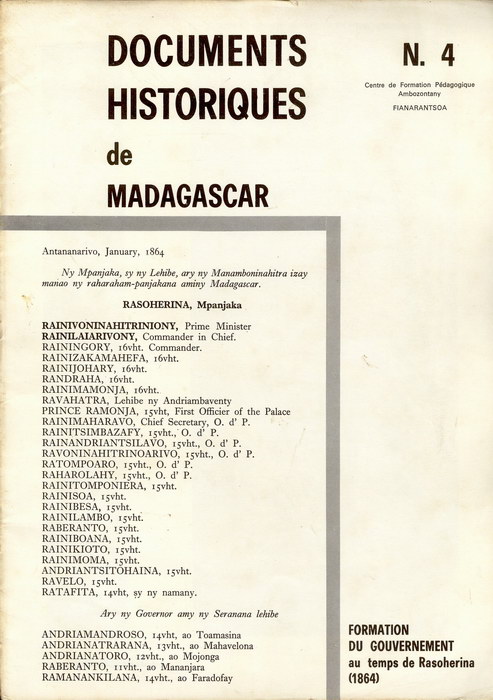 DOCUMENTS
HISTORIQUES
de
MADAGASCAR
N. 4
Centre de Formation Pédagogique
Ambozontany
FIANARANTSOA
Antananarivo, January, 1864
Ny Mpanjaka, sy ny Lehibe, ary ny Manamboninahitra izay
manao ny raharaham-panjakana aminy Madagascar.
RASOHERINA, Mpanjaka
RAINIVONINAHITRINIONY, Prime Minister
RAINILAIARIVONY, Commander in Chief.
RAININGORY, 16vht. Commander.
RAINIZAKAMAHEFA, 16vht.
RAINIJOHARY, 16vht.
RANDRAHA, 16vht.
RAINIMAMONJA, 16vht.
RAVAHATRA, Lehibe ny Andriambaventy
PRINCE RAMONJA, 15vht, First Officier of the Palace
RAINIMAHARAVO, Chief Secretary, O. d' P.
RAINITSIMBAZAFY, 15vht., O. d' P.
RAINANDRIANTSILAVO, 15vht., O. d' P.
RAVONINAHITRINOARIVO, 15vht., O. d' P.
RATOMPOARO, 15vht., O. d' P.
RAHAROLAHY, 15vht., O. d' P.
RAINITOMPONIERA, 15vht.
RAINISOA, 15vht.
RAINIBESA, 15vht.
RAINILAMBO, 15vht.
RABERANTO, 15vht.
RAINIBOANA, 15vht.
RAINIKIOTO, 15vht.
RAINIMOMA, 15vht.
ANDRIANTSITOHAINA, 15vht.
RAVELO, 15vht.
RATAFITA, 14vht, sy ny namany.
Ary ny Governor amy ny Seranana lehibe
ANDRIAMANDROSO, 14vht, ao Toamasina
ANDRIANATRARANA, 13vht., ao Mahavelona
ANDRIANATORO, 12vht., ao Mojonga
RABERANTO, 11vht., ao Mananjara
RAMANANKILANA, 14vht., ao Faradofay
FORMATION
DU GOUVERNEMENT
au temps de Rasoherina
(1864)